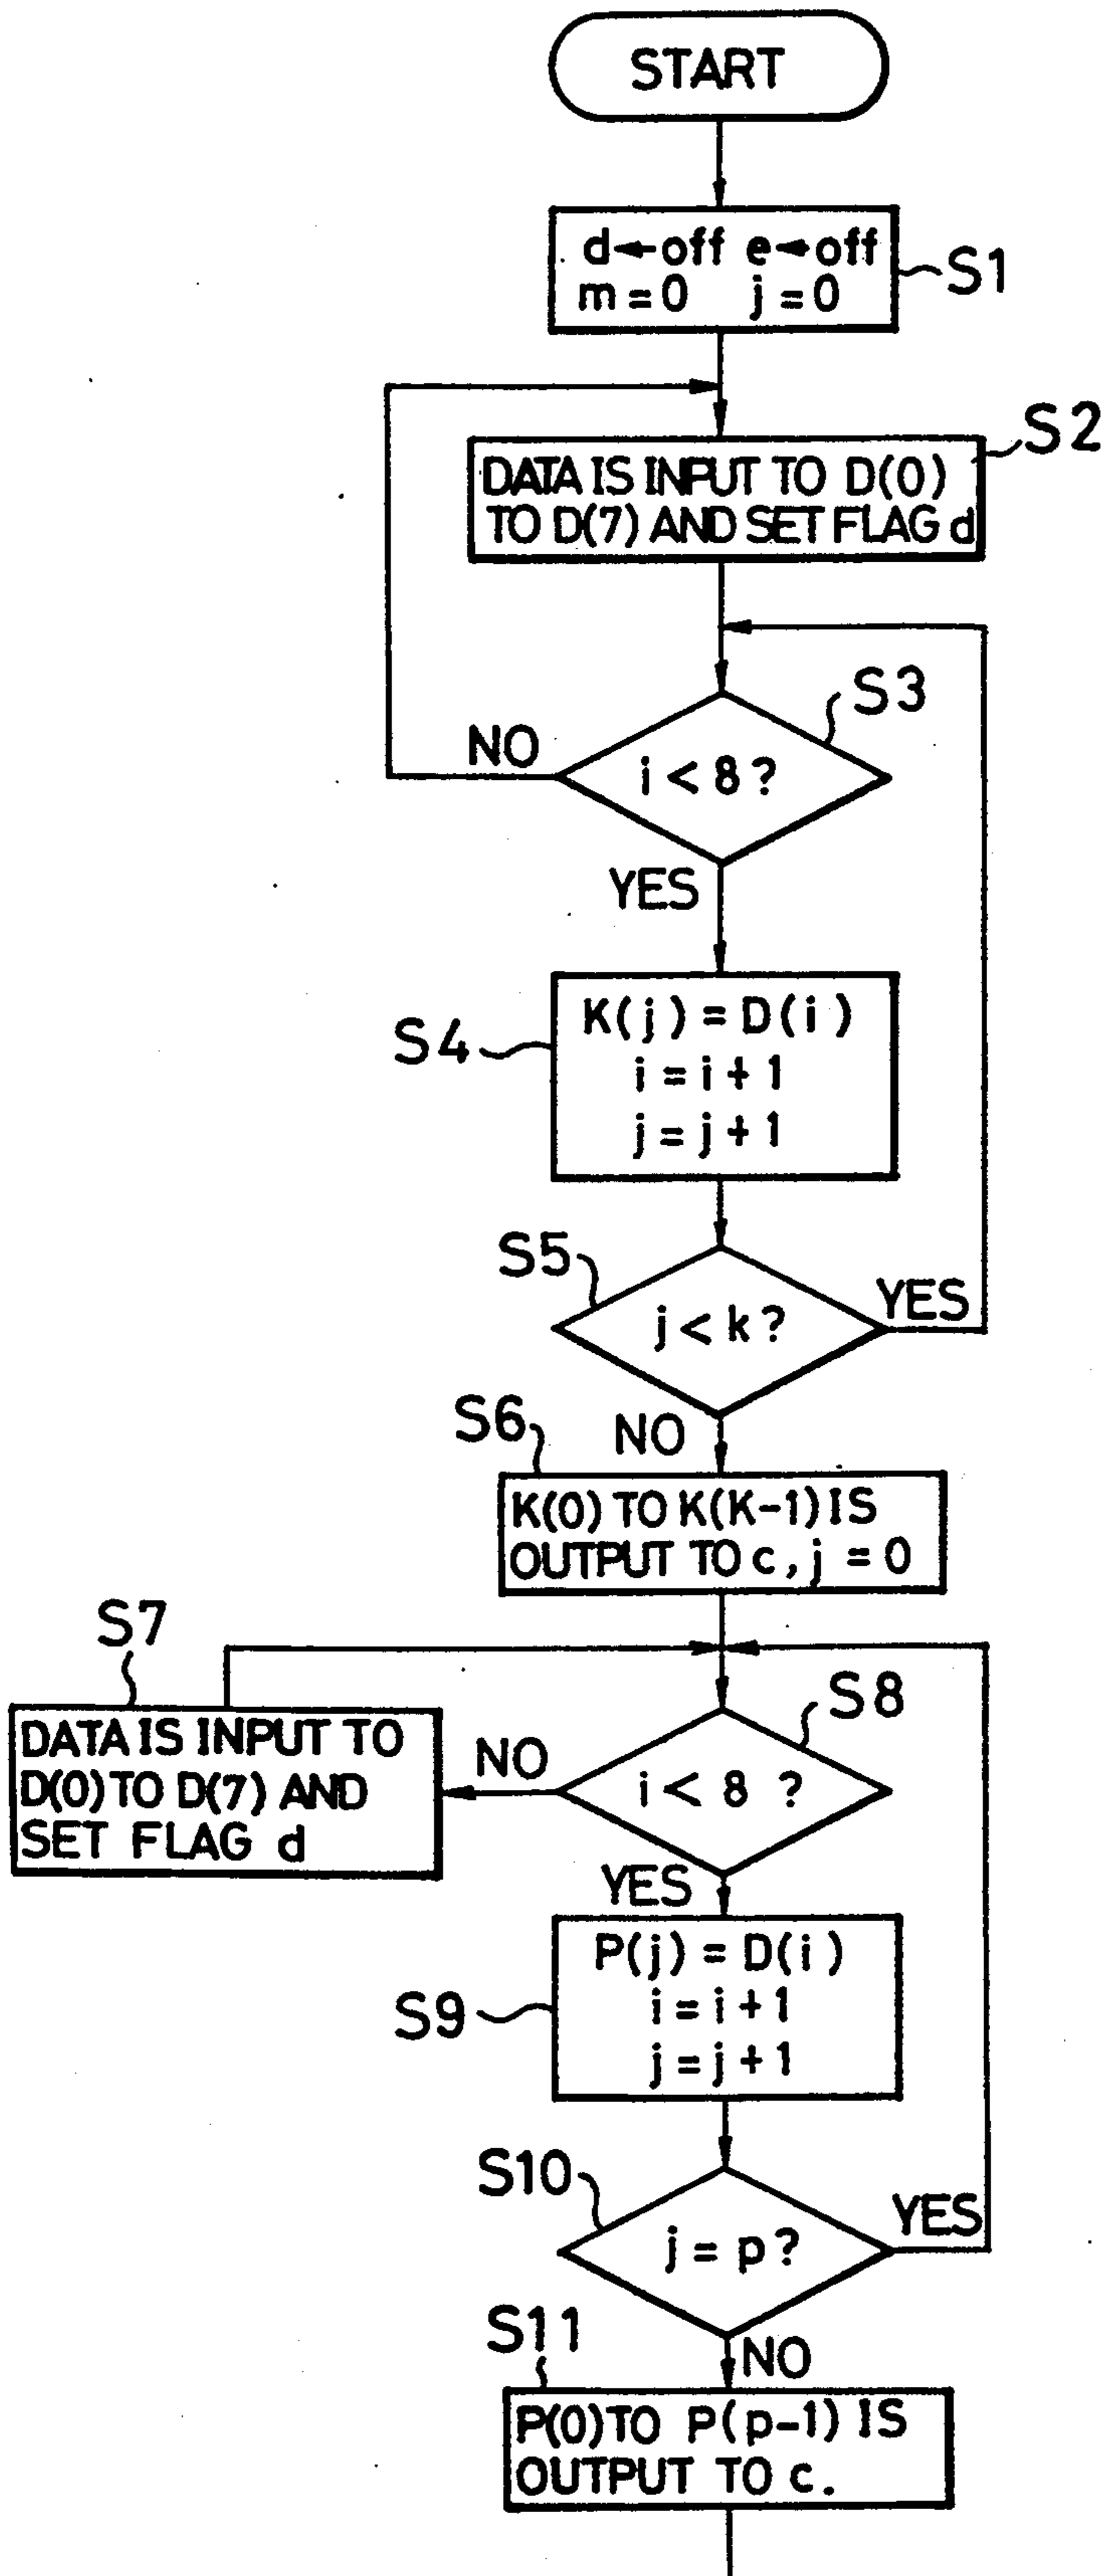 START
d←off e←off
m = 0 j = 0
S1
S2
DATA IS INPUT TO D(0)
TO D(7) AND SET FLAG d
S3
NO
i < 8 ?
YES
S4
K(j) = D(i)
i = i + 1
j = j + 1
S5
YES
j < k ?
S6
NO
K(0) TO K(K-1) IS
OUTPUT TO c, j = 0
S7
S8
DATA IS INPUT TO
D(0) TO D(7) AND
SET FLAG d
NO
i < 8 ?
YES
P(j) = D(i)
S9
i = i + 1
j = j + 1
S10
YES
j = p ?
S11
NO
P(0) TO P(p-1) IS
OUTPUT TO c.